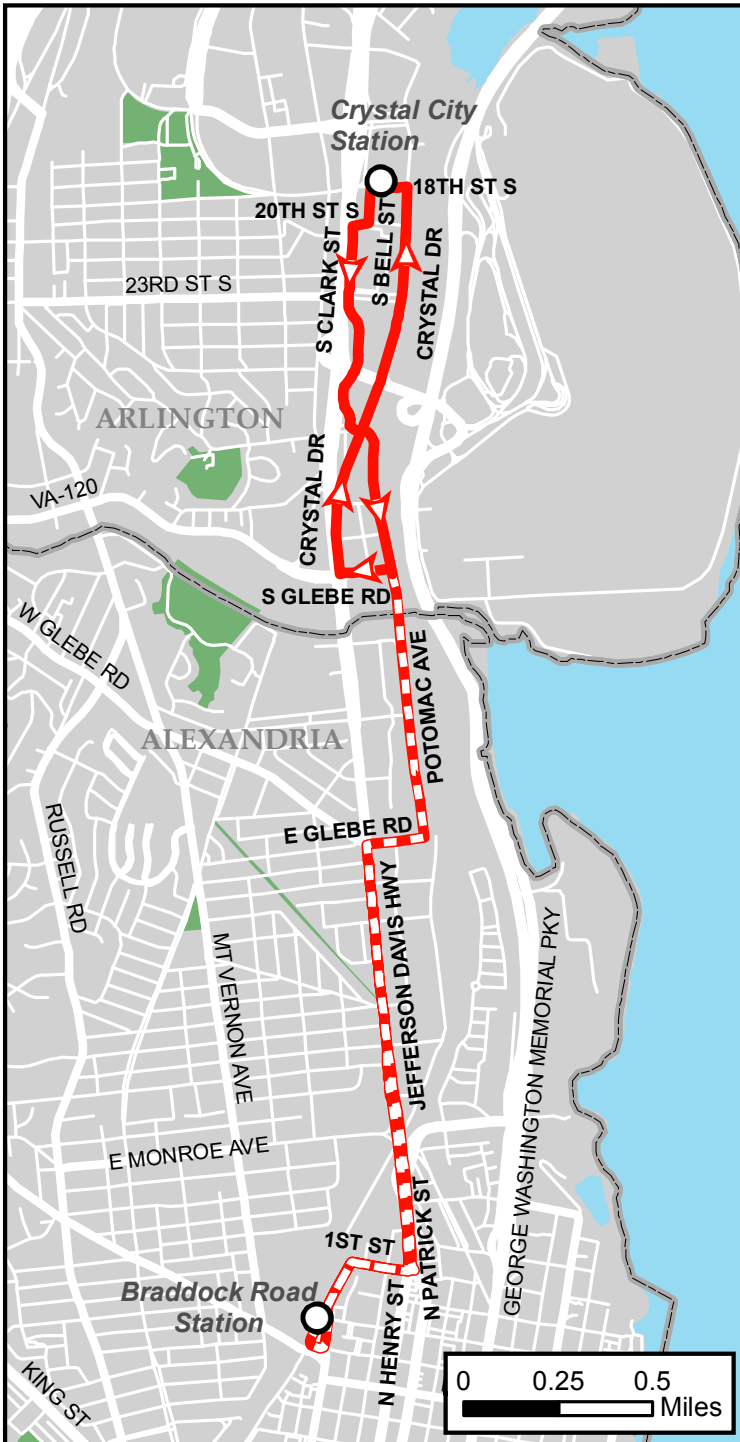 Crystal City
Station
18TH ST S
20TH ST S
S BELL ST
S CLARK ST
CRYSTAL DR
23RD ST S
ARLINGTON
CRYSTAL DR
VA-120
S GLEBE RD
W GLEBE RD
POTOMAC AVE
ALEXANDRIA
E GLEBE RD
RUSSELL RD
JEFFERSON DAVIS HWY
MT VERNON AVE
GEORGE WASHINGTON MEMORIAL PKY
E MONROE AVE
N PATRICK ST
1ST ST
Braddock Road
Station
N HENRY ST
KING ST
0 0.25 0.5
Miles